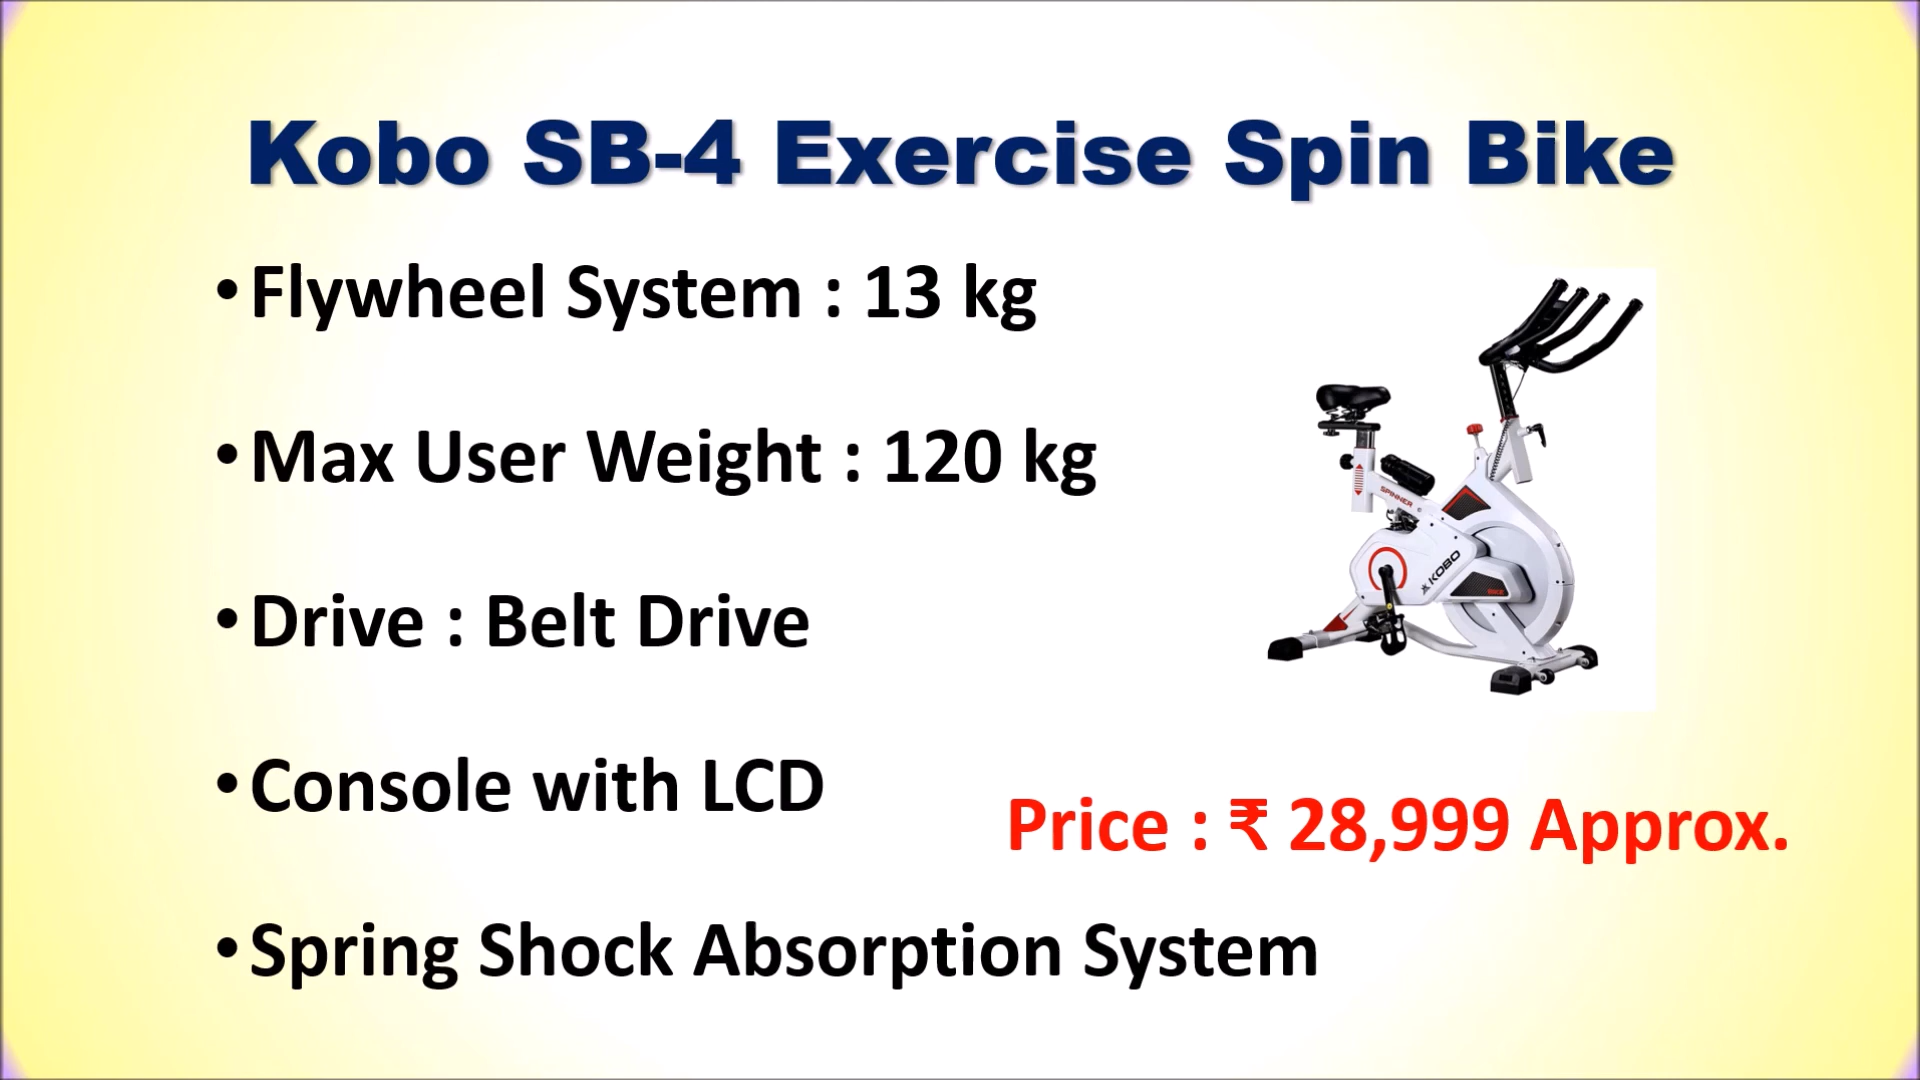 Kobo SB-4 Exercise Spin Bike
• Flywheel System : 13 kg
• Max User Weight : 120 kg
• Drive : Belt Drive
• Console with LCD
Price : ₹ 28,999 Approx.
• Spring Shock Absorption System
SPINNER
KOBO